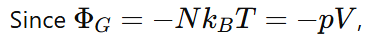 Since Φ_G = −Nk_BT = −pV,